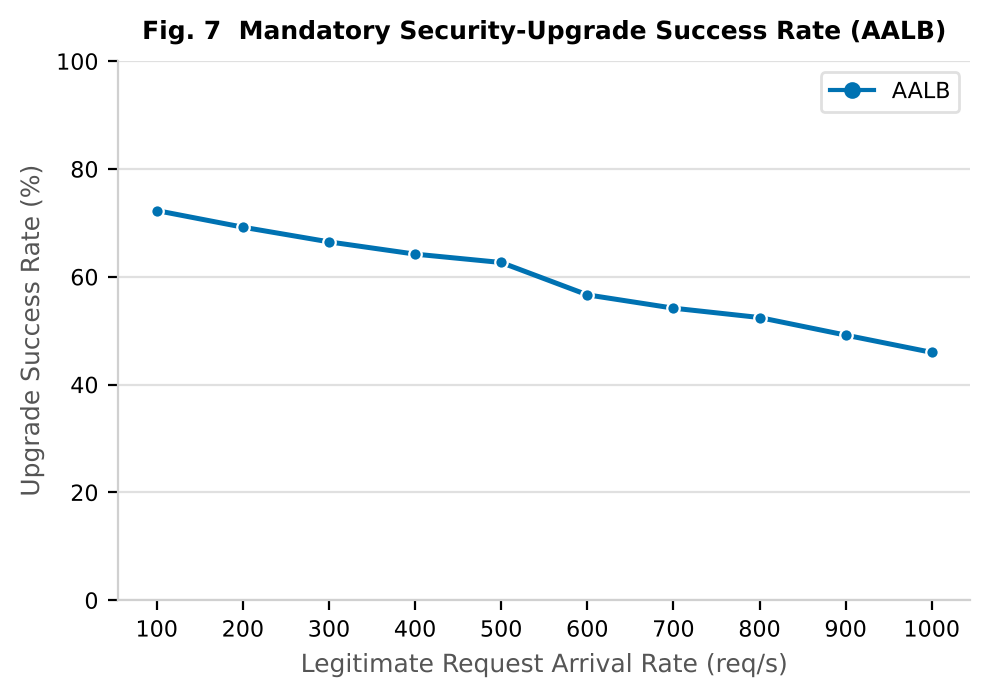 Fig. 7  Mandatory Security-Upgrade Success Rate (AALB)
AALB
Upgrade Success Rate (%)
100
80
60
40
20
0
100 200 300 400 500 600 700 800 900 1000
Legitimate Request Arrival Rate (req/s)